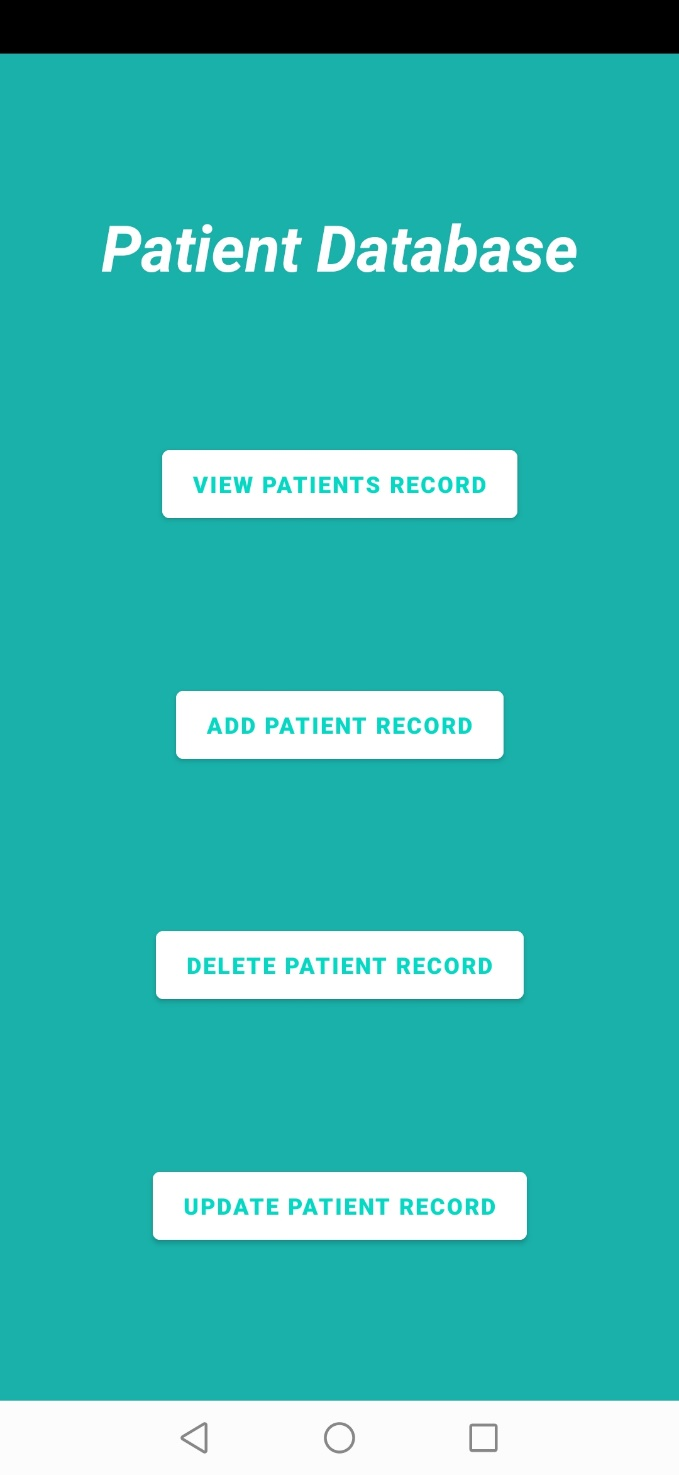 Patient Database
VIEW PATIENTS RECORD
ADD PATIENT RECORD
DELETE PATIENT RECORD
UPDATE PATIENT RECORD